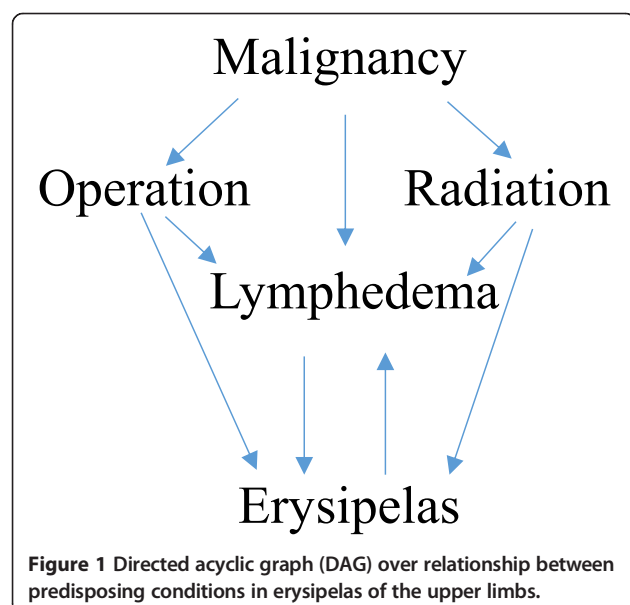 Malignancy
Operation
Radiation
Lymphedema
Erysipelas
Figure 1 Directed acyclic graph (DAG) over relationship between
predisposing conditions in erysipelas of the upper limbs.